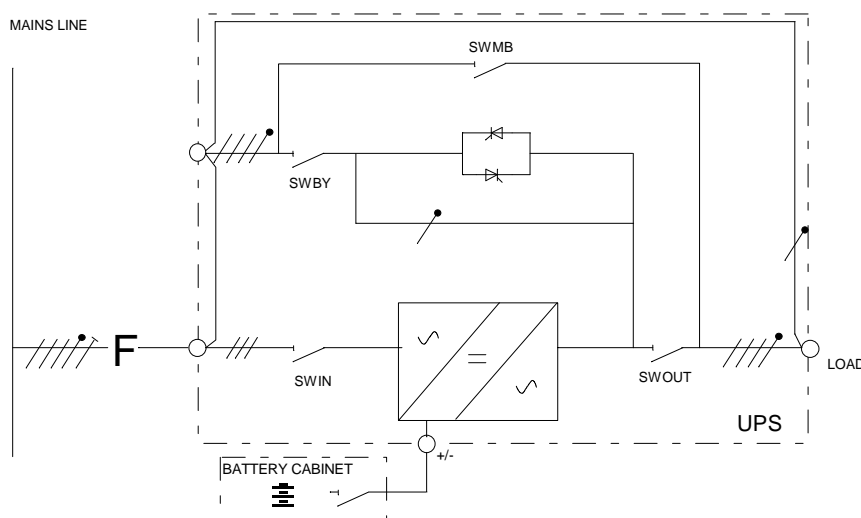 MAINS LINE
SWMB
SWBY
F
SWIN
SWOUT
LOAD
UPS
+/-
BATTERY CABINET